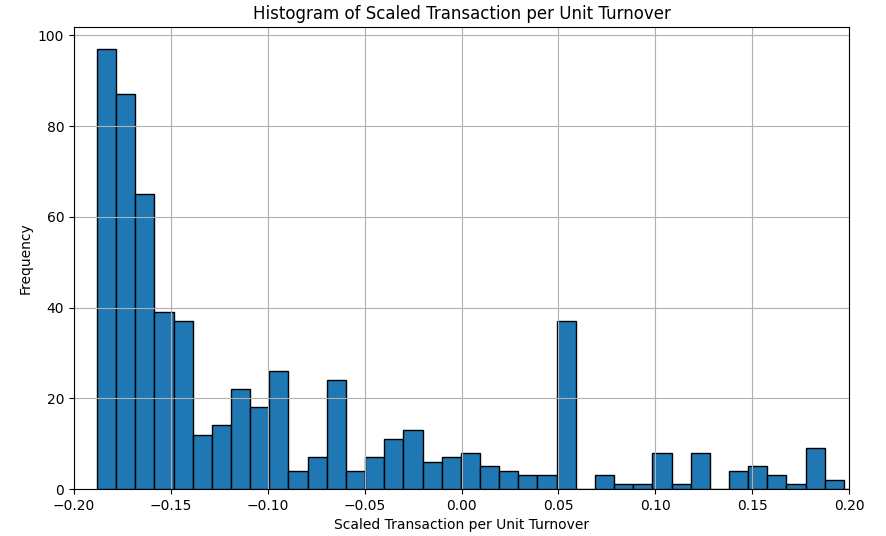 Histogram of Scaled Transaction per Unit Turnover
100
80
60
40
20
0
Frequency
−0.20 −0.15 −0.10 −0.05 0.00 0.05 0.10 0.15 0.20
Scaled Transaction per Unit Turnover